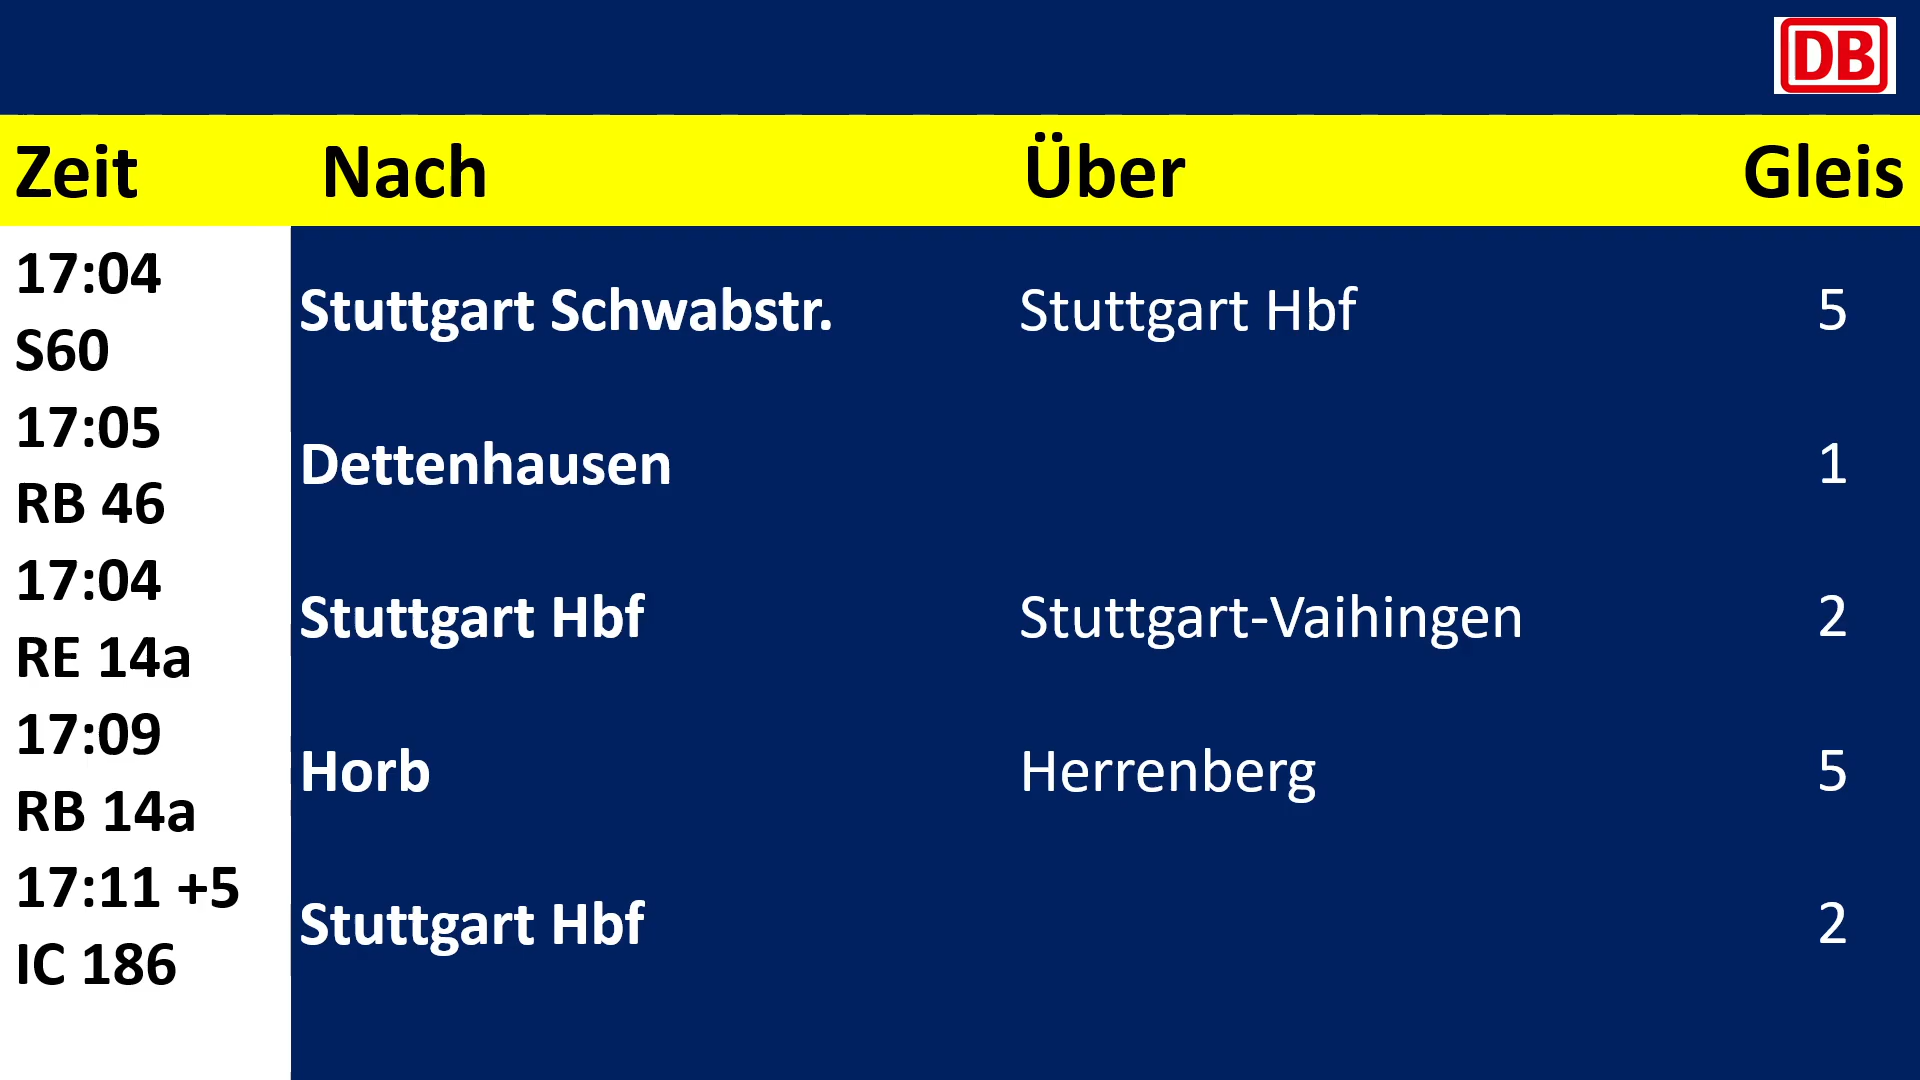 DB
Zeit Nach Über Gleis
17:04
S60
Stuttgart Schwabstr. Stuttgart Hbf 5
17:05
RB 46
Dettenhausen 1
17:04
RE 14a
Stuttgart Hbf Stuttgart-Vaihingen 2
17:09
RB 14a
Horb Herrenberg 5
17:11 +5
IC 186
Stuttgart Hbf 2